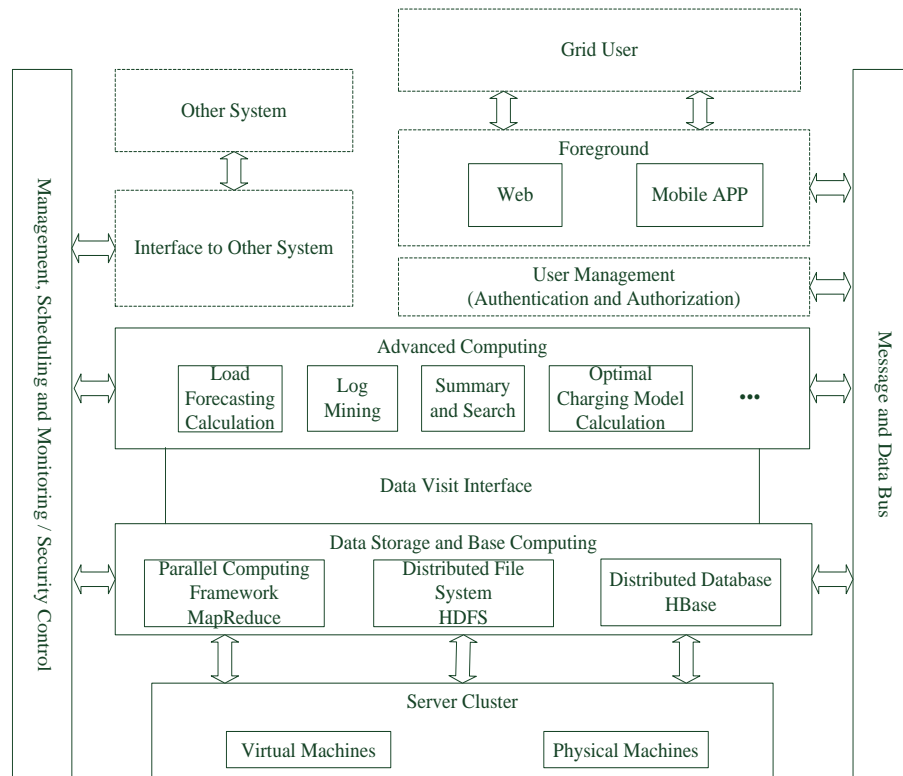 Grid User
Other System
Foreground
Web
Mobile APP
Interface to Other System
User Management
(Authentication and Authorization)
Management, Scheduling and Monitoring / Security Control
Message and Data Bus
Advanced Computing
Load
Forecasting
Calculation
Log
Mining
Summary
and Search
Optimal
Charging Model
Calculation
...
Data Visit Interface
Data Storage and Base Computing
Parallel Computing
Framework
MapReduce
Distributed File
System
HDFS
Distributed Database
HBase
Server Cluster
Virtual Machines
Physical Machines